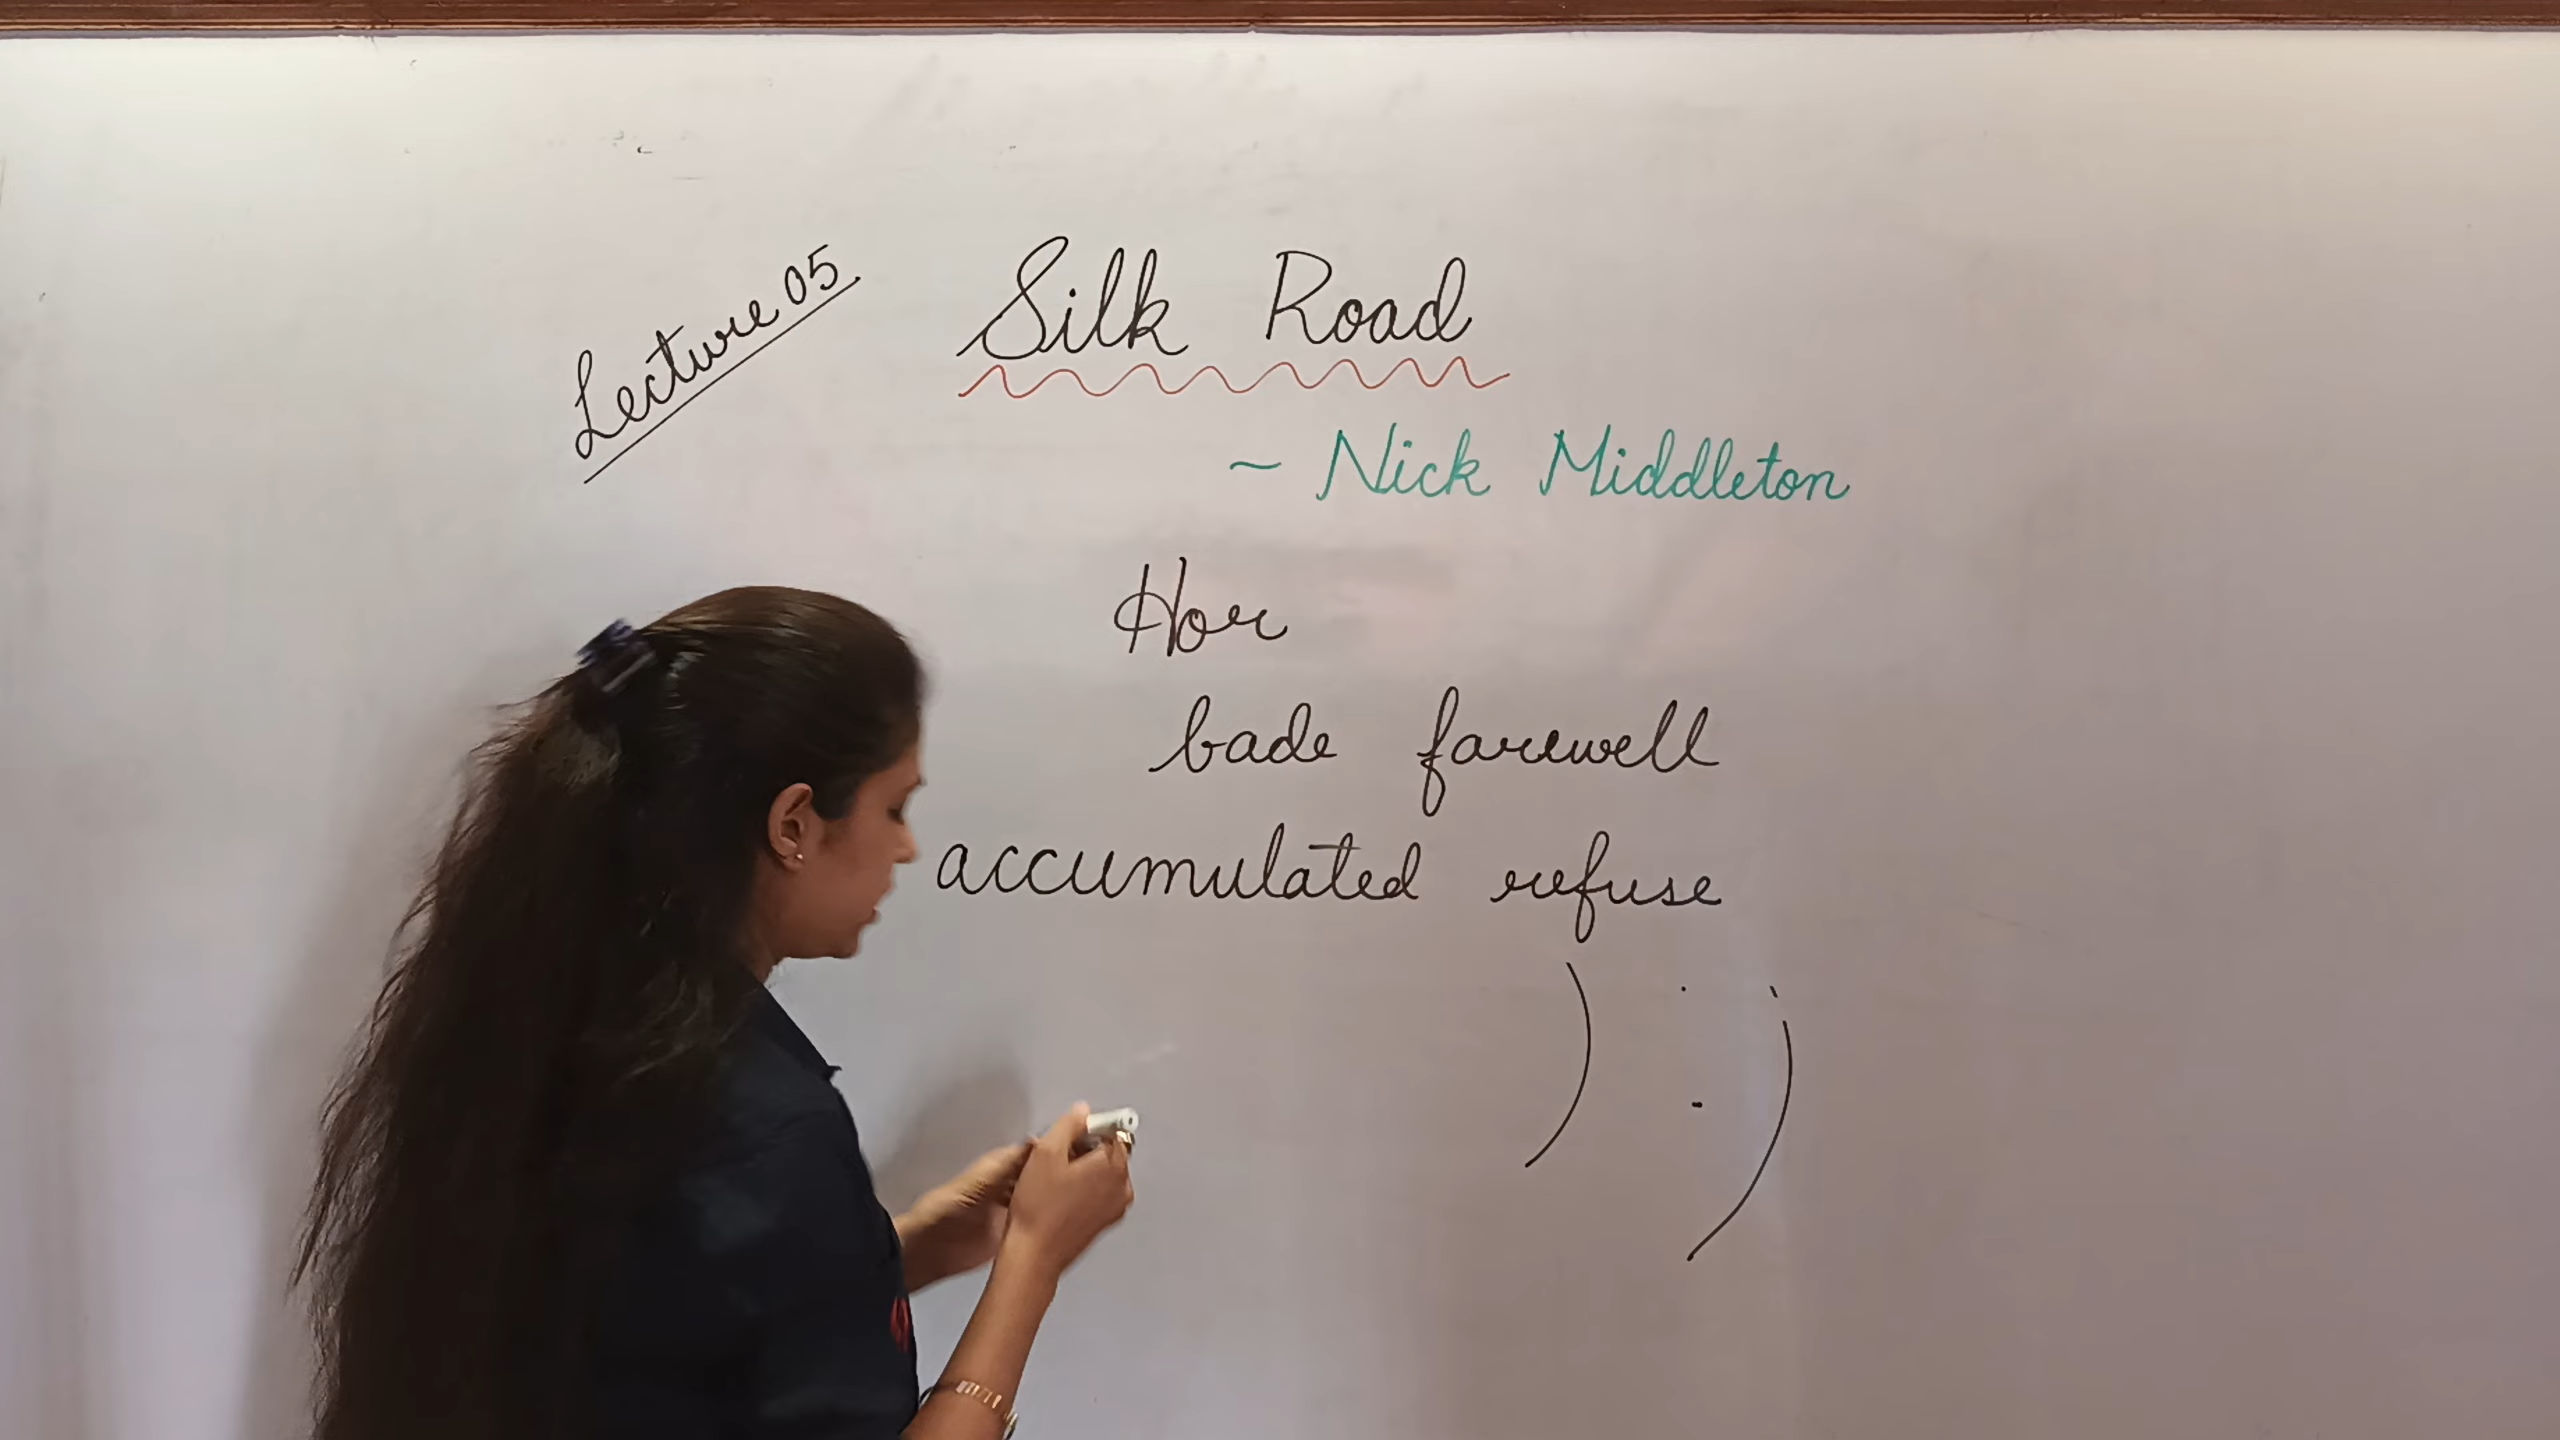 Lecture 05
Silk Road
~ Nick Middleton
Hor
bade farewell
accumulated refuse